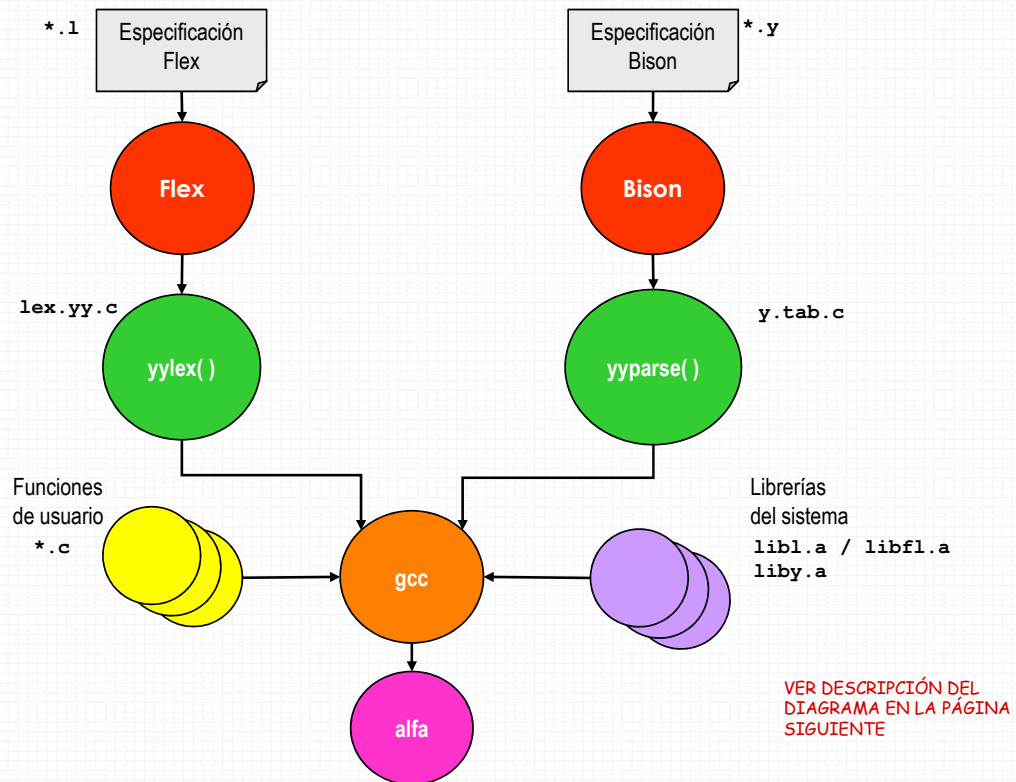 *.l
Especificación
Flex
Especificación
Bison
*.y
Flex
Bison
lex.yy.c
yylex( )
yyparse( )
y.tab.c
Funciones
de usuario
*.c
gcc
Librerías
del sistema
libl.a / libfl.a
liby.a
alfa
VER DESCRIPCIÓN DEL
DIAGRAMA EN LA PÁGINA
SIGUIENTE